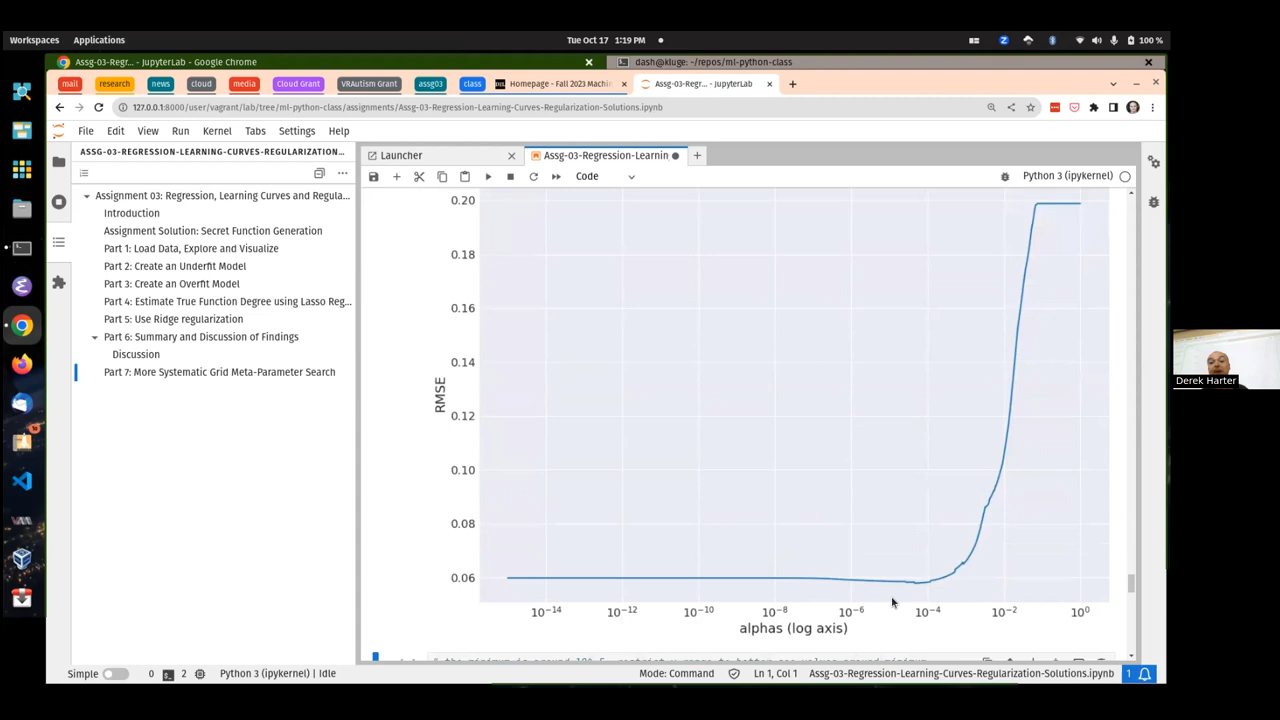 Workspaces Applications Tue Oct 17 1:19 PM 100 %
Assg-03-Regr... - JupyterLab - Google Chrome dash@kluge: ~/repos/ml-python-class
mail research news cloud media Cloud Grant VRAutism Grant assg03 class Homepage - Fall 2023 Machi Assg-03-Regr... - JupyterLab
127.0.0.1:8000/user/vagrant/lab/tree/ml-python-class/assignments/Assg-03-Regression-Learning-Curves-Regularization-Solutions.ipynb
File Edit View Run Kernel Tabs Settings Help
ASSG-03-REGRESSION-LEARNING-CURVES-REGULARIZATION...
Launcher Assg-03-Regression-Learnin
Code Python 3 (ipykernel)
Assignment 03: Regression, Learning Curves and Regula...
Introduction
Assignment Solution: Secret Function Generation
Part 1: Load Data, Explore and Visualize
Part 2: Create an Underfit Model
Part 3: Create an Overfit Model
Part 4: Estimate True Function Degree using Lasso Reg...
Part 5: Use Ridge regularization
Part 6: Summary and Discussion of Findings
Discussion
Part 7: More Systematic Grid Meta-Parameter Search
0.20
0.18
0.16
0.14
0.12
0.10
0.08
0.06
RMSE
10⁻¹⁴ 10⁻¹² 10⁻¹⁰ 10⁻⁸ 10⁻⁶ 10⁻⁴ 10⁻² 10⁰
alphas (log axis)
Derek Harter
Simple 0 2 Python 3 (ipykernel) | Idle Mode: Command Ln 1, Col 1 Assg-03-Regression-Learning-Curves-Regularization-Solutions.ipynb 1